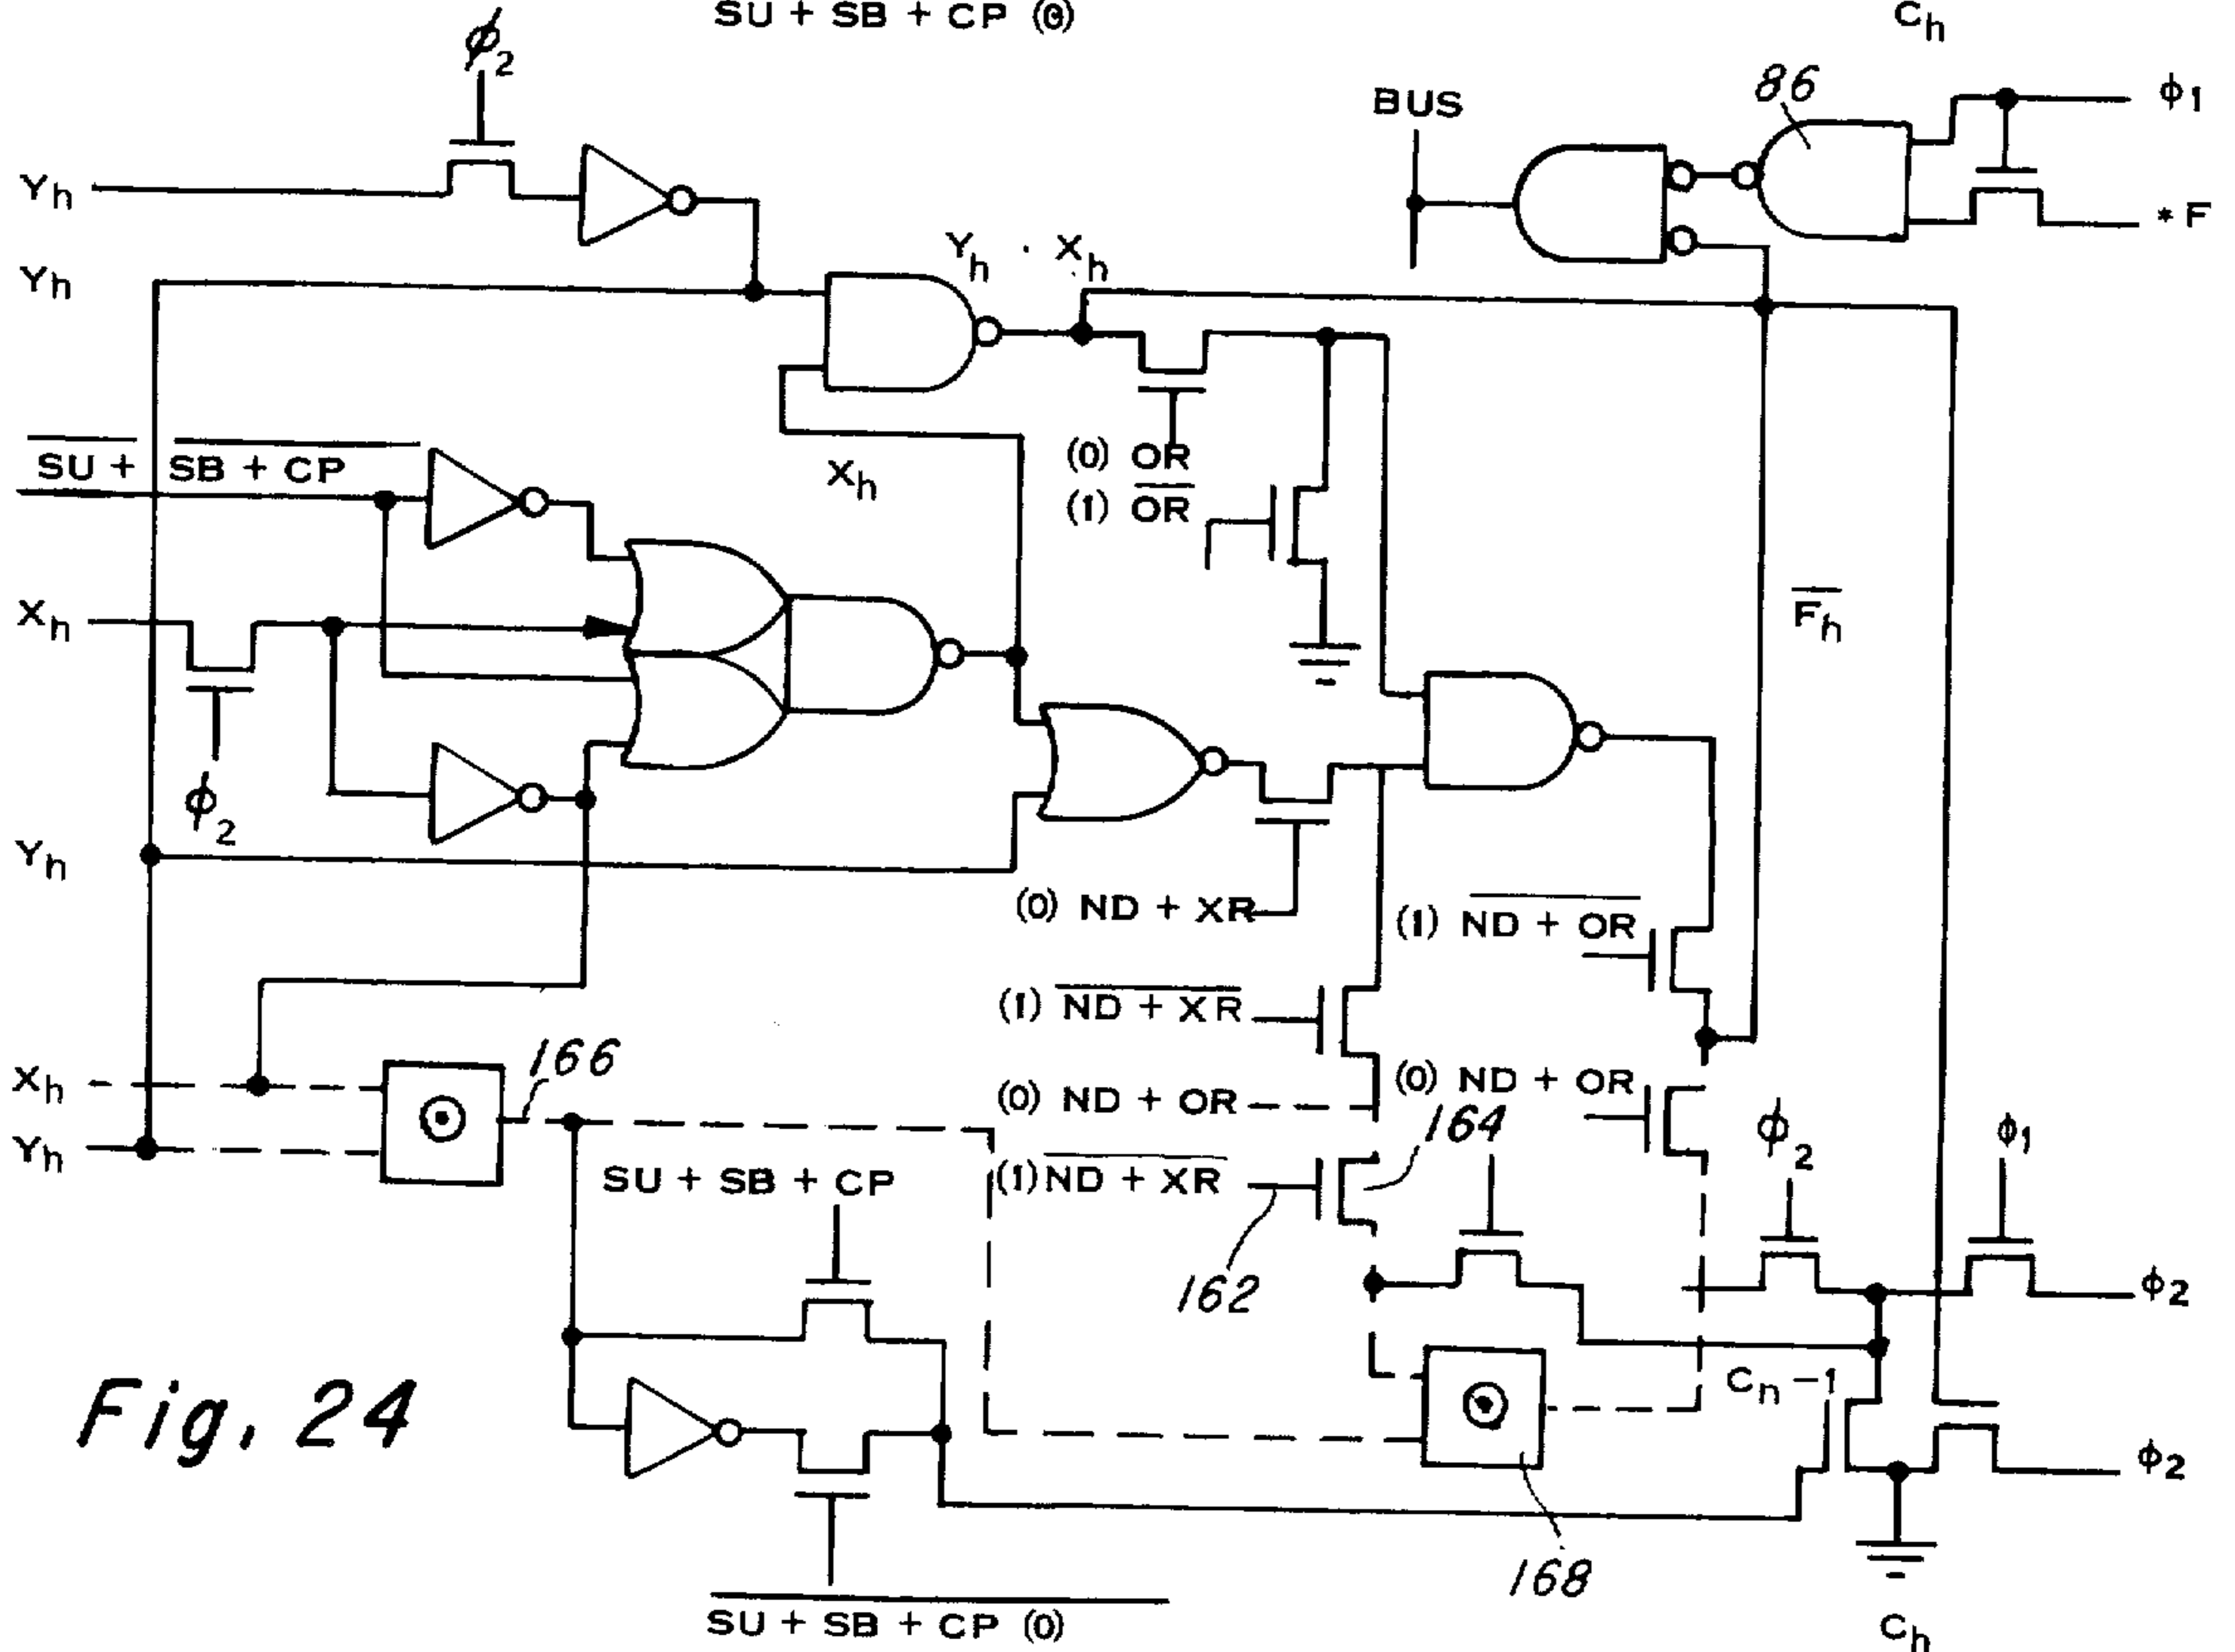 SU + SB + CP (0)
Ch
ϕ2
86
BUS
ϕ1
Yh
*F
Yh · Xh
Yh
SU + SB + CP
Xh
(0) OR
(1) OR
Xh
Fh
ϕ2
Yh
(0) ND + XR
(1) ND + OR
(1) ND + XR
166
Xh
(0) ND + OR
(0) ND + OR
164
ϕ2
ϕ1
Yh
SU + SB + CP
(1) ND + XR
162
ϕ2
Cn-1
Fig. 24
ϕ2
168
SU + SB + CP (0)
Ch